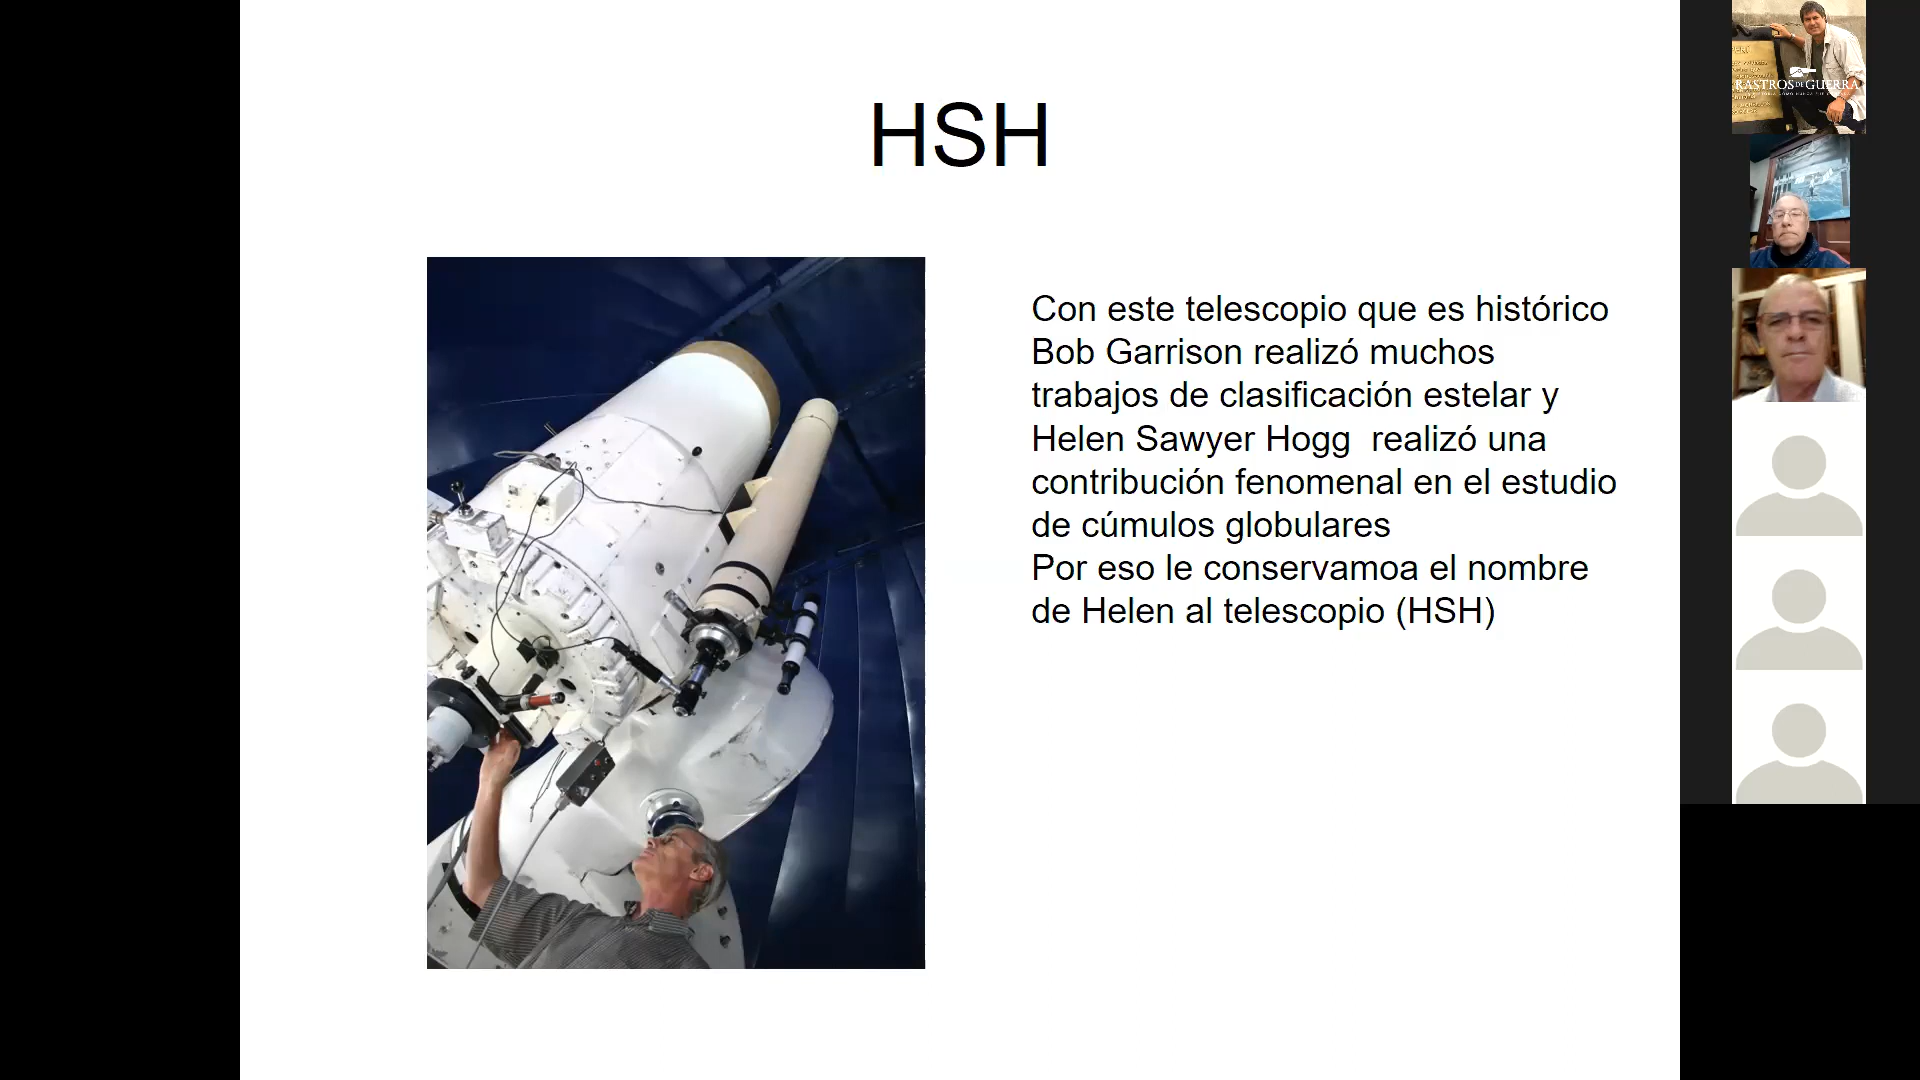 HSH
Con este telescopio que es histórico
Bob Garrison realizó muchos
trabajos de clasificación estelar y
Helen Sawyer Hogg  realizó una
contribución fenomenal en el estudio
de cúmulos globulares
Por eso le conservamoa el nombre
de Helen al telescopio (HSH)
RASTROS DE GUERRA